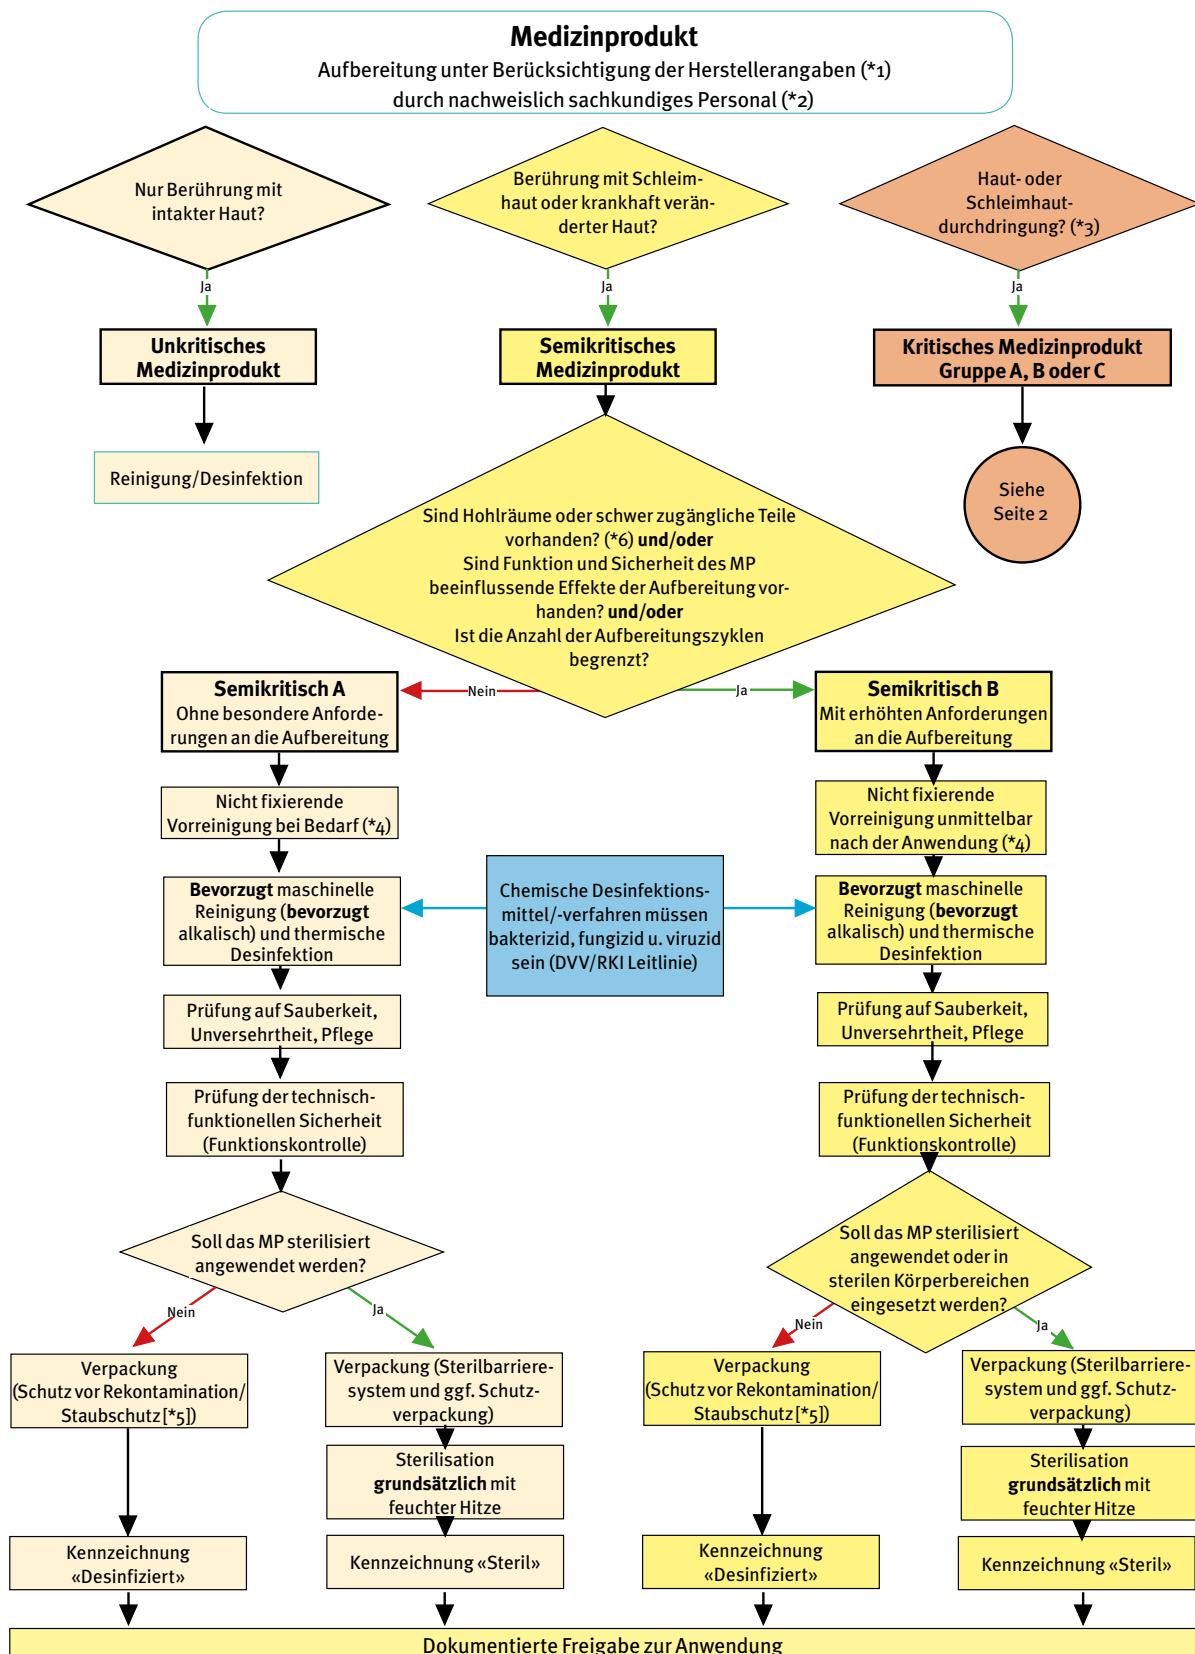 Medizinprodukt
Aufbereitung unter Berücksichtigung der Herstellerangaben (*1)
durch nachweislich sachkundiges Personal (*2)
Nur Berührung mit
intakter Haut?
Berührung mit Schleim-
haut oder krankhaft verän-
derter Haut?
Haut- oder
Schleimhaut-
durchdringung? (*3)
Ja
Ja
Ja
Unkritisches
Medizinprodukt
Semikritisches
Medizinprodukt
Kritisches Medizinprodukt
Gruppe A, B oder C
Reinigung/Desinfektion
Siehe
Seite 2
Sind Hohlräume oder schwer zugängliche Teile
vorhanden? (*6) und/oder
Sind Funktion und Sicherheit des MP
beeinflussende Effekte der Aufbereitung vor-
handen? und/oder
Ist die Anzahl der Aufbereitungszyklen
begrenzt?
Nein
Ja
Semikritisch A
Ohne besondere Anforde-
rungen an die Aufbereitung
Semikritisch B
Mit erhöhten Anforderungen
an die Aufbereitung
Nicht fixierende
Vorreinigung bei Bedarf (*4)
Nicht fixierende
Vorreinigung unmittelbar
nach der Anwendung (*4)
Bevorzugt maschinelle
Reinigung (bevorzugt
alkalisch) und thermische
Desinfektion
Chemische Desinfektions-
mittel/-verfahren müssen
bakterizid, fungizid u. viruzid
sein (DVV/RKI Leitlinie)
Bevorzugt maschinelle
Reinigung (bevorzugt
alkalisch) und thermische
Desinfektion
Prüfung auf Sauberkeit,
Unversehrtheit, Pflege
Prüfung auf Sauberkeit,
Unversehrtheit, Pflege
Prüfung der technisch-
funktionellen Sicherheit
(Funktionskontrolle)
Prüfung der technisch-
funktionellen Sicherheit
(Funktionskontrolle)
Soll das MP sterilisiert
angewendet werden?
Soll das MP sterilisiert
angewendet oder in
sterilen Körperbereichen
eingesetzt werden?
Nein
Ja
Nein
Ja
Verpackung
(Schutz vor Rekontamination/
Staubschutz[*5])
Verpackung (Sterilbarriere-
system und ggf. Schutz-
verpackung)
Verpackung
(Schutz vor Rekontamination/
Staubschutz[*5])
Verpackung (Sterilbarriere-
system und ggf. Schutz-
verpackung)
Sterilisation
grundsätzlich mit
feuchter Hitze
Sterilisation
grundsätzlich mit
feuchter Hitze
Kennzeichnung
«Desinfiziert»
Kennzeichnung «Steril»
Kennzeichnung
«Desinfiziert»
Kennzeichnung «Steril»
Dokumentierte Freigabe zur Anwendung